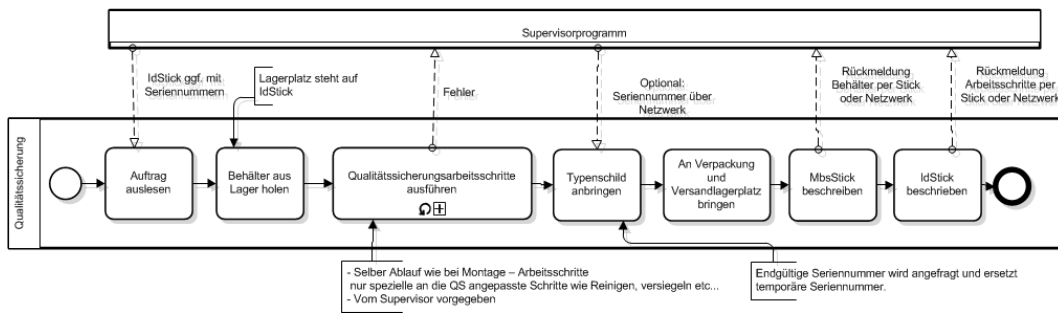 Supervisorprogramm
IdStick ggf. mit
Seriennummern
Lagerplatz steht auf
IdStick
Fehler
Optional:
Seriennummer über
Netzwerk
Rückmeldung
Behälter per Stick
oder Netzwerk
Rückmeldung
Arbeitsschritte per
Stick oder Netzwerk
Qualitätssicherung
Auftrag
auslesen
Behälter aus
Lager holen
Qualitätssicherungsarbeitsschritte
ausführen
Typenschild
anbringen
An Verpackung
und
Versandlagerplatz
bringen
MbsStick
beschreiben
IdStick
beschrieben
- Selber Ablauf wie bei Montage – Arbeitsschritte
nur spezielle an die QS angepasste Schritte wie Reinigen, versiegeln etc...
- Vom Supervisor vorgegeben
Endgültige Seriennummer wird angefragt und ersetzt
temporäre Seriennummer.